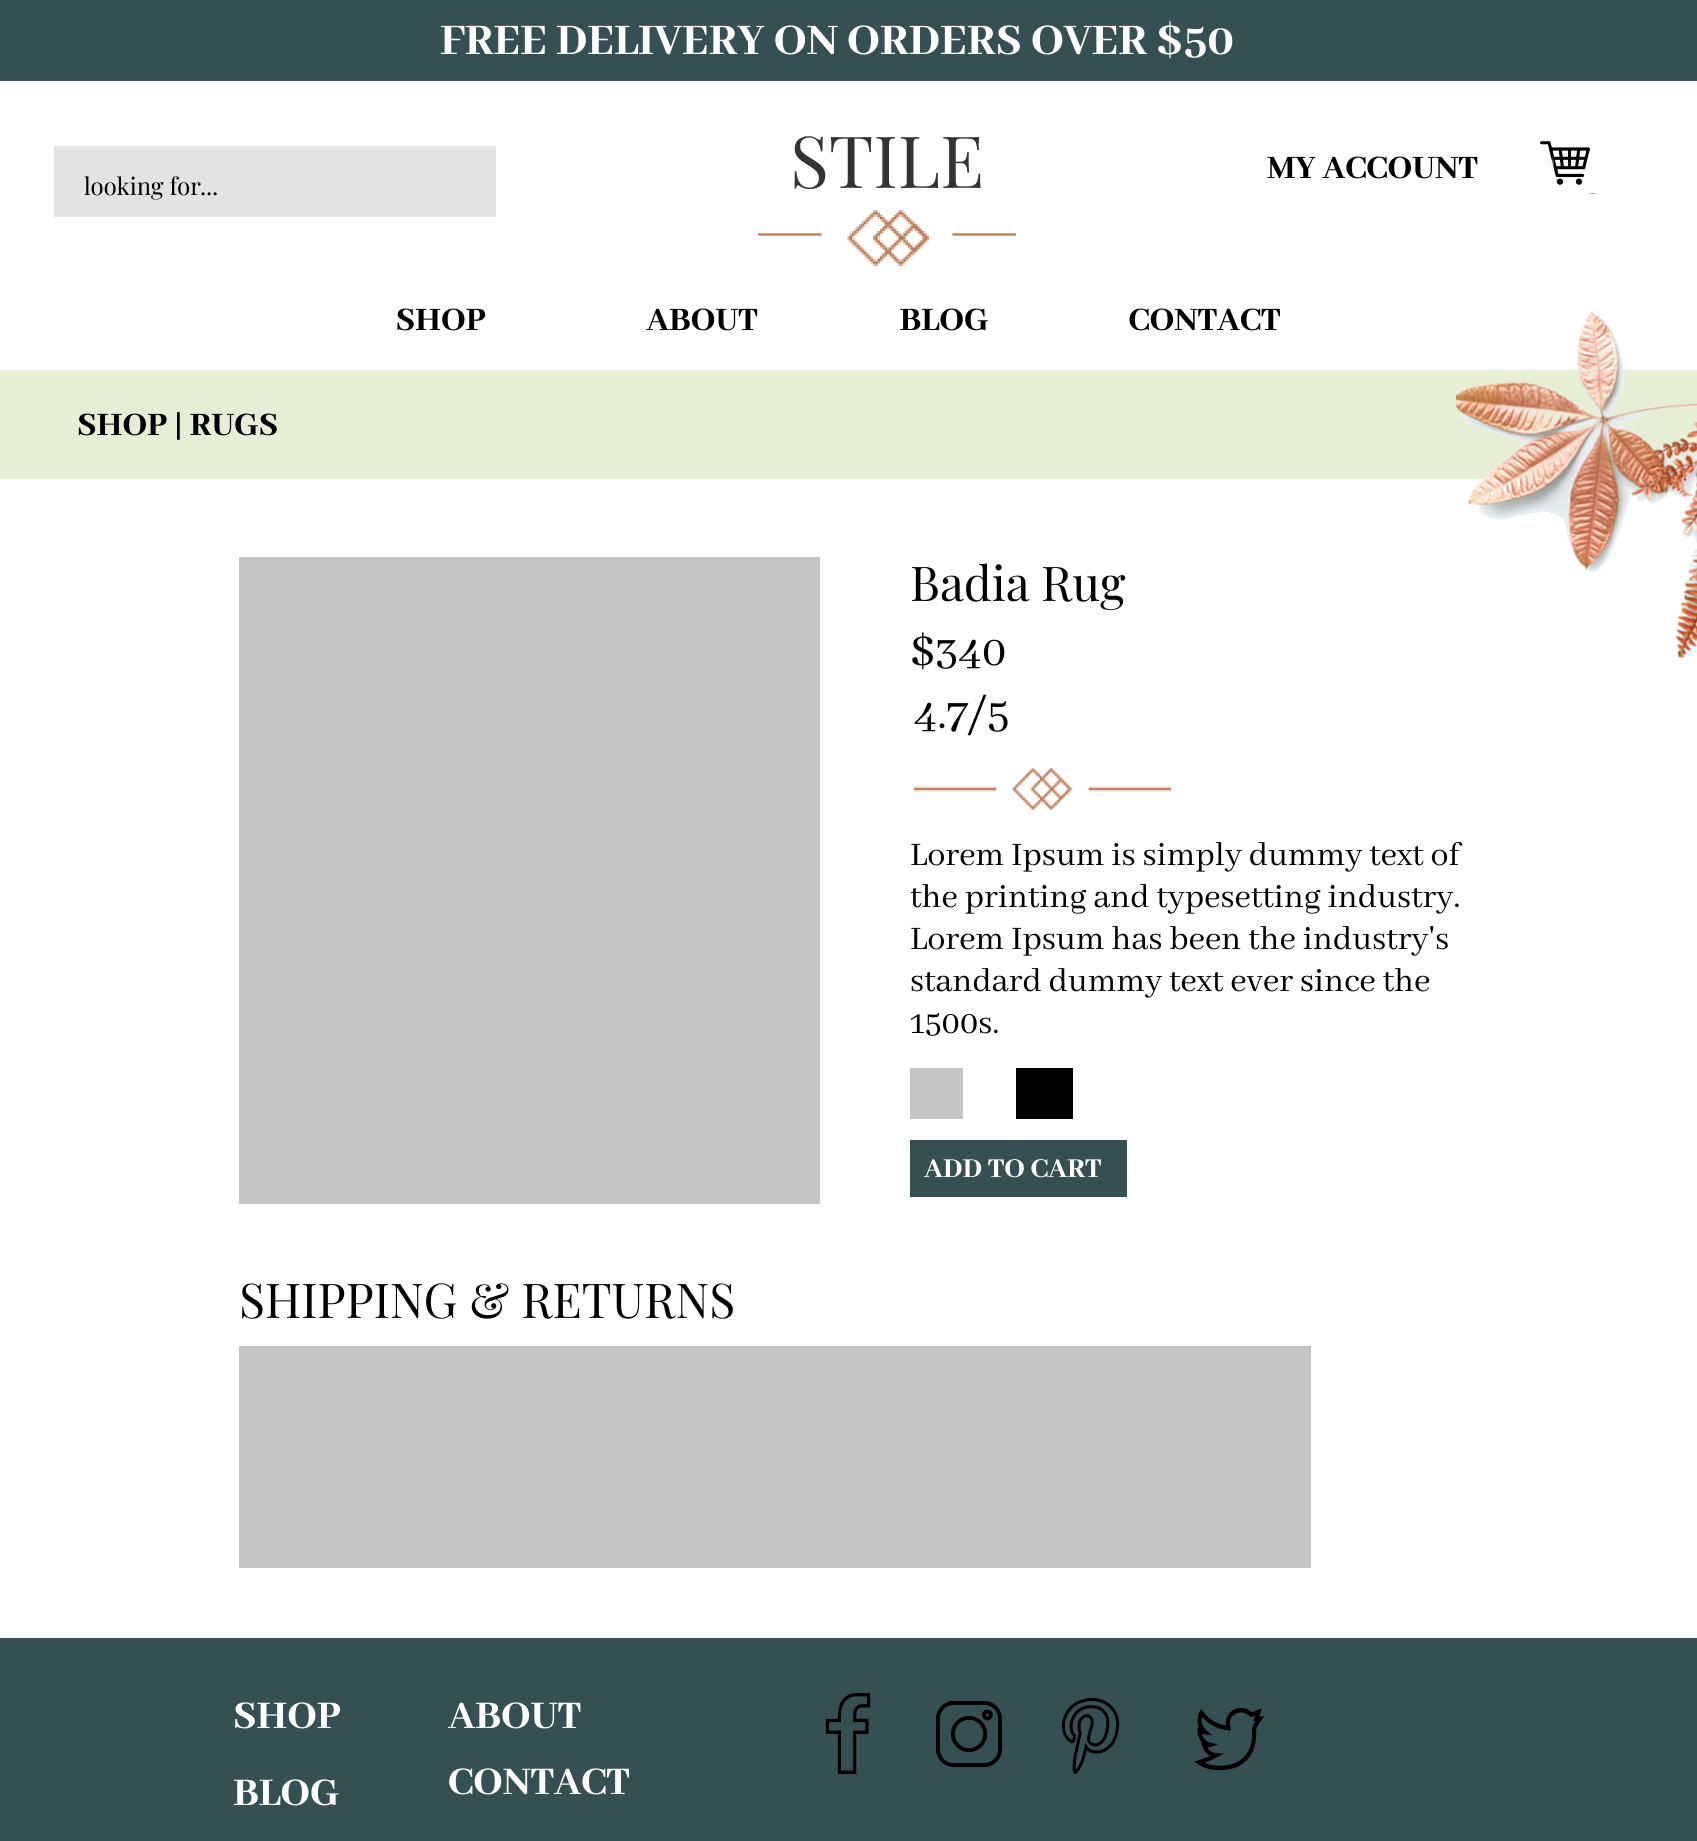 FREE DELIVERY ON ORDERS OVER $50
looking for...
STILE
MY ACCOUNT
SHOP
ABOUT
BLOG
CONTACT
SHOP | RUGS
Badia Rug
$340
4.7/5
Lorem Ipsum is simply dummy text of
the printing and typesetting industry.
Lorem Ipsum has been the industry's
standard dummy text ever since the
1500s.
ADD TO CART
SHIPPING & RETURNS
SHOP
ABOUT
BLOG
CONTACT